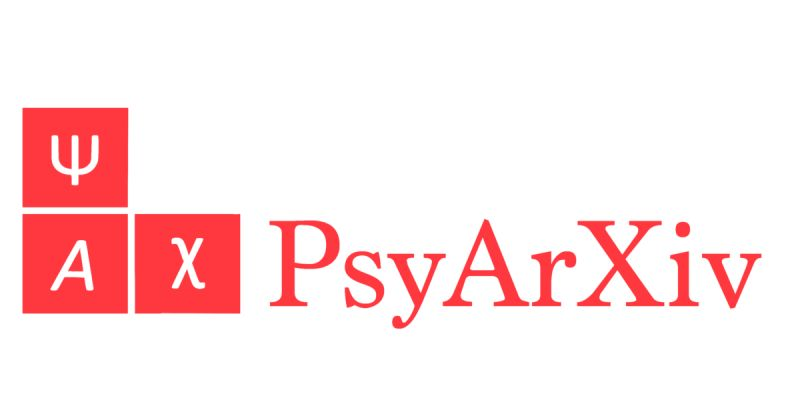 ψ
A χ PsyArXiv